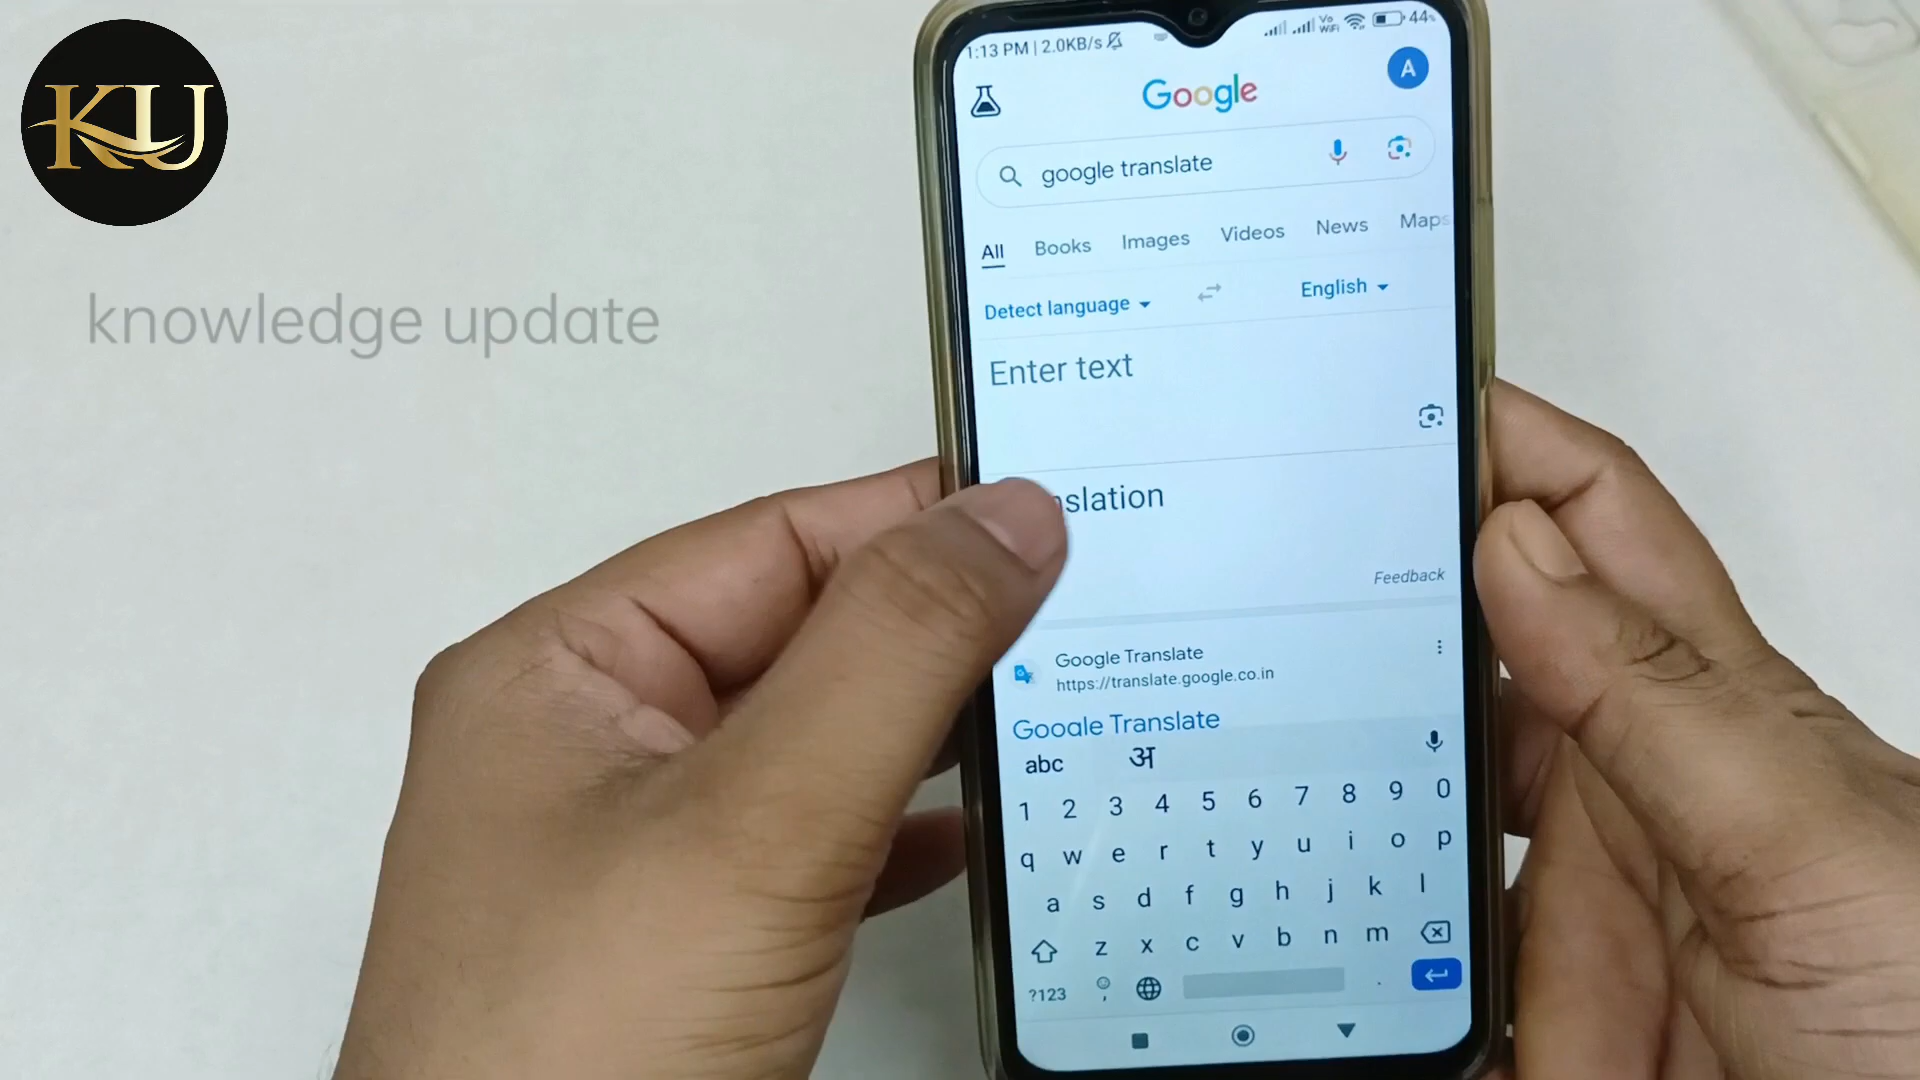 KU
knowledge update
1:13 PM | 2.0KB/s
Vo WiFi
44%
A
Google
google translate
All Books Images Videos News Maps
Detect language English
Enter text
nslation
Feedback
Google Translate
https://translate.google.co.in
Google Translate
abc अ
1 2 3 4 5 6 7 8 9 0
q w e r t y u i o p
a s d f g h j k l
z x c v b n m
?123 , .